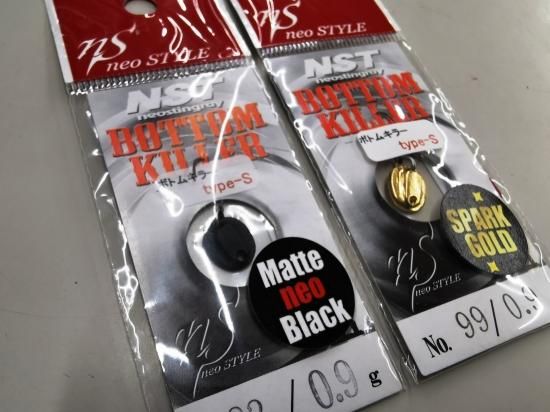 nS neo STYLE
NST
neostingray
BOTTOM
KILLER
ボトムキラー
type-S
Matte
neo
Black
nS
neo STYLE
/ 0.9 g
nS neo STYLE
NST
neostingray
BOTTOM
KILLER
ボトムキラー
type-S
SPARK
GOLD
nS
neo STYLE
No. 99 / 0.9